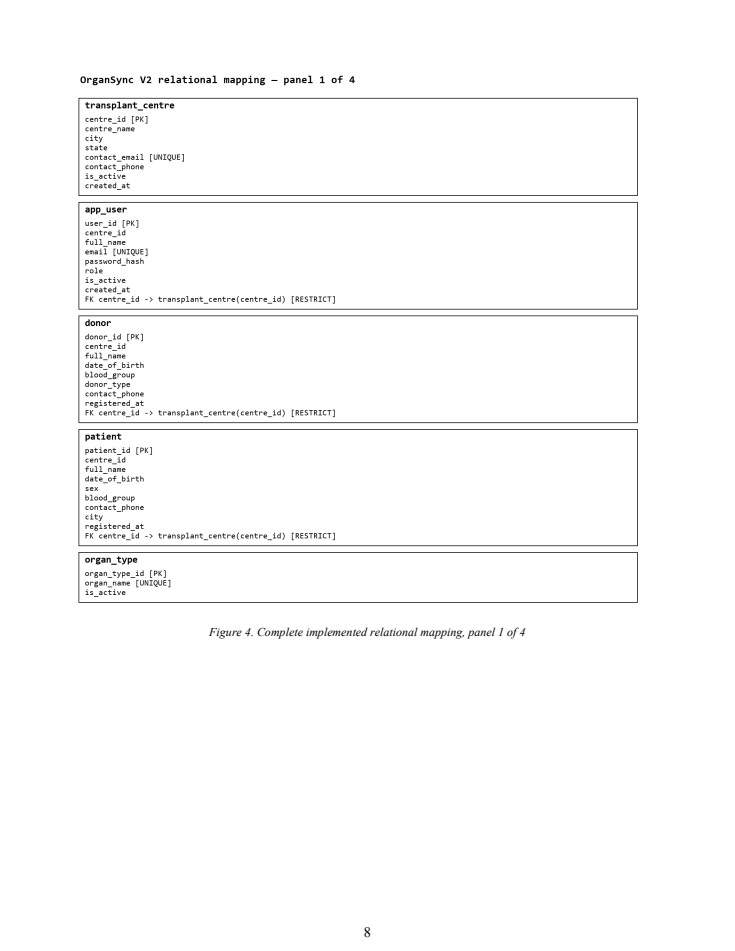 OrganSync V2 relational mapping — panel 1 of 4
transplant_centre
centre_id [PK]
centre_name
city
state
contact_email [UNIQUE]
contact_phone
is_active
created_at
app_user
user_id [PK]
centre_id
full_name
email [UNIQUE]
password_hash
role
is_active
created_at
FK centre_id -> transplant_centre(centre_id) [RESTRICT]
donor
donor_id [PK]
centre_id
full_name
date_of_birth
blood_group
donor_type
contact_phone
registered_at
FK centre_id -> transplant_centre(centre_id) [RESTRICT]
patient
patient_id [PK]
centre_id
full_name
date_of_birth
sex
blood_group
contact_phone
city
registered_at
FK centre_id -> transplant_centre(centre_id) [RESTRICT]
organ_type
organ_type_id [PK]
organ_name [UNIQUE]
is_active
Figure 4. Complete implemented relational mapping, panel 1 of 4
8